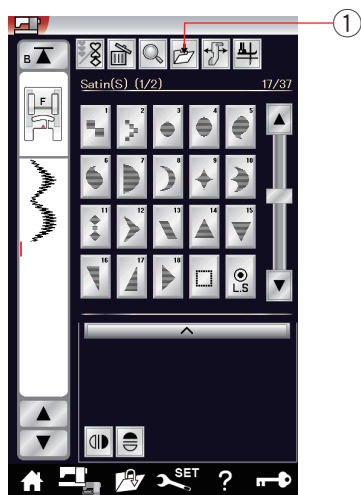 1
B
Satin(S) (1/2) 17/37
F
A
1 2 3 4 5
6 7 8 9 10
11 12 13 14 15
16 17 18 L.S
SET ?